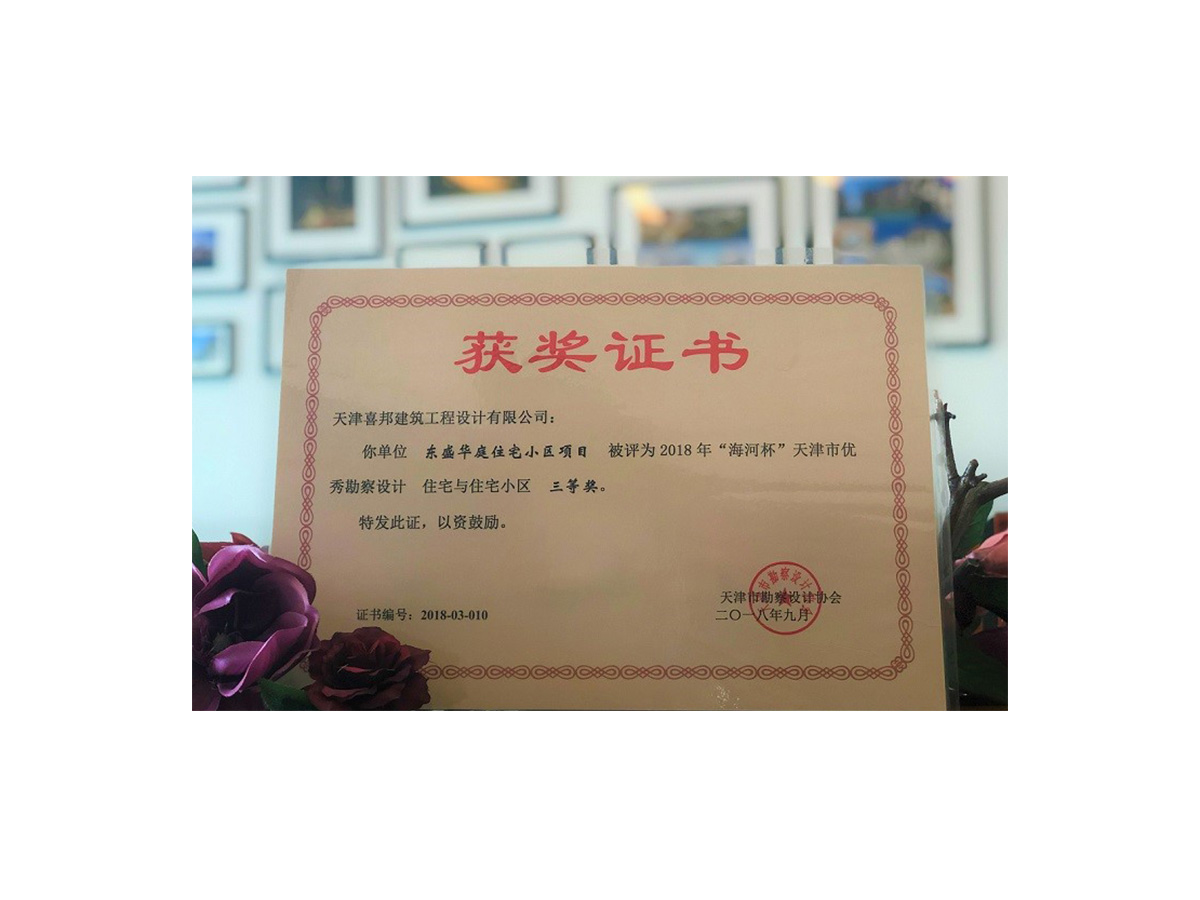 获奖证书
天津喜邦建筑工程设计有限公司:
你单位 东盛华庭住宅小区项目 被评为 2018 年“海河杯”天津市优
秀勘察设计 住宅与住宅小区 三等奖。
特发此证，以资鼓励。
天津市勘察设计协会
证书编号: 2018-03-010
二〇一八年九月